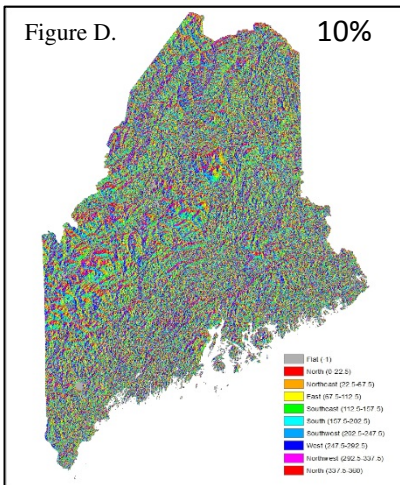 Figure D.
10%
Flat (-1)
North (0-22.5)
Northeast (22.5-67.5)
East (67.5-112.5)
Southeast (112.5-157.5)
South (157.5-202.5)
Southwest (202.5-247.5)
West (247.5-292.5)
Northwest (292.5-337.5)
North (337.5-360)